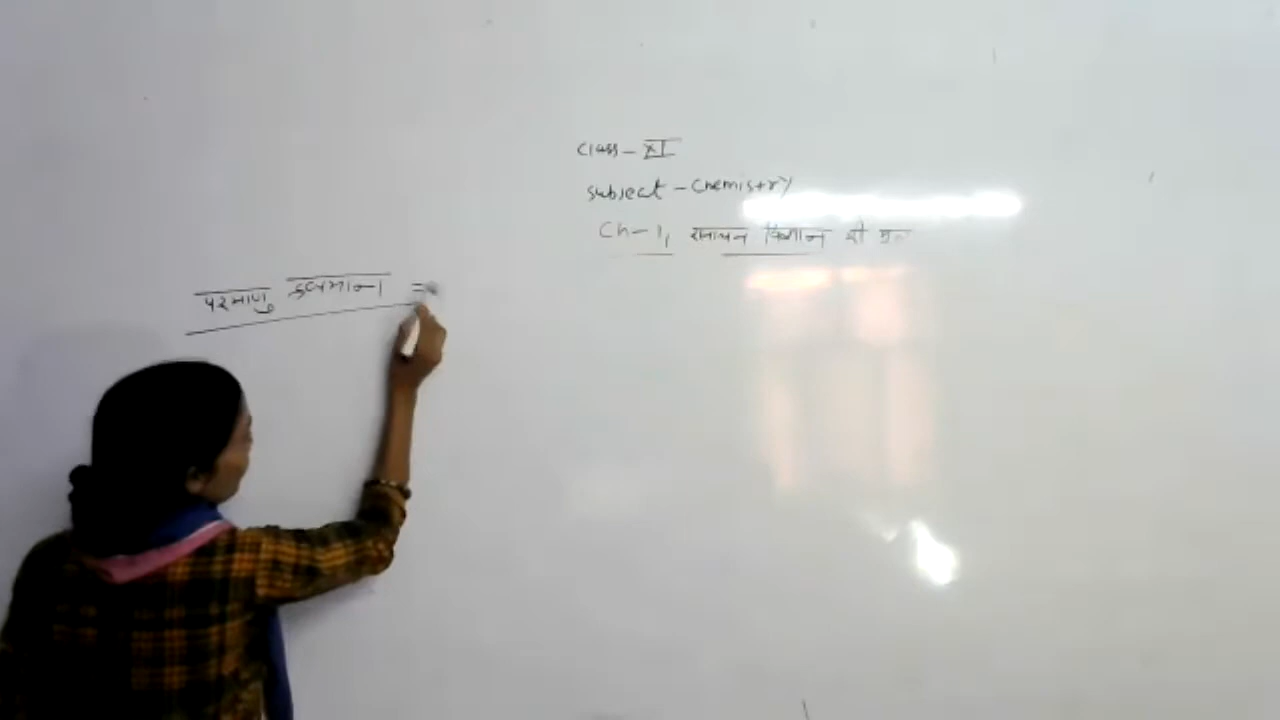 Class - XI
Subject - Chemistry
Ch-1, रसायन विज्ञान की
परमाणु द्रव्यमान =